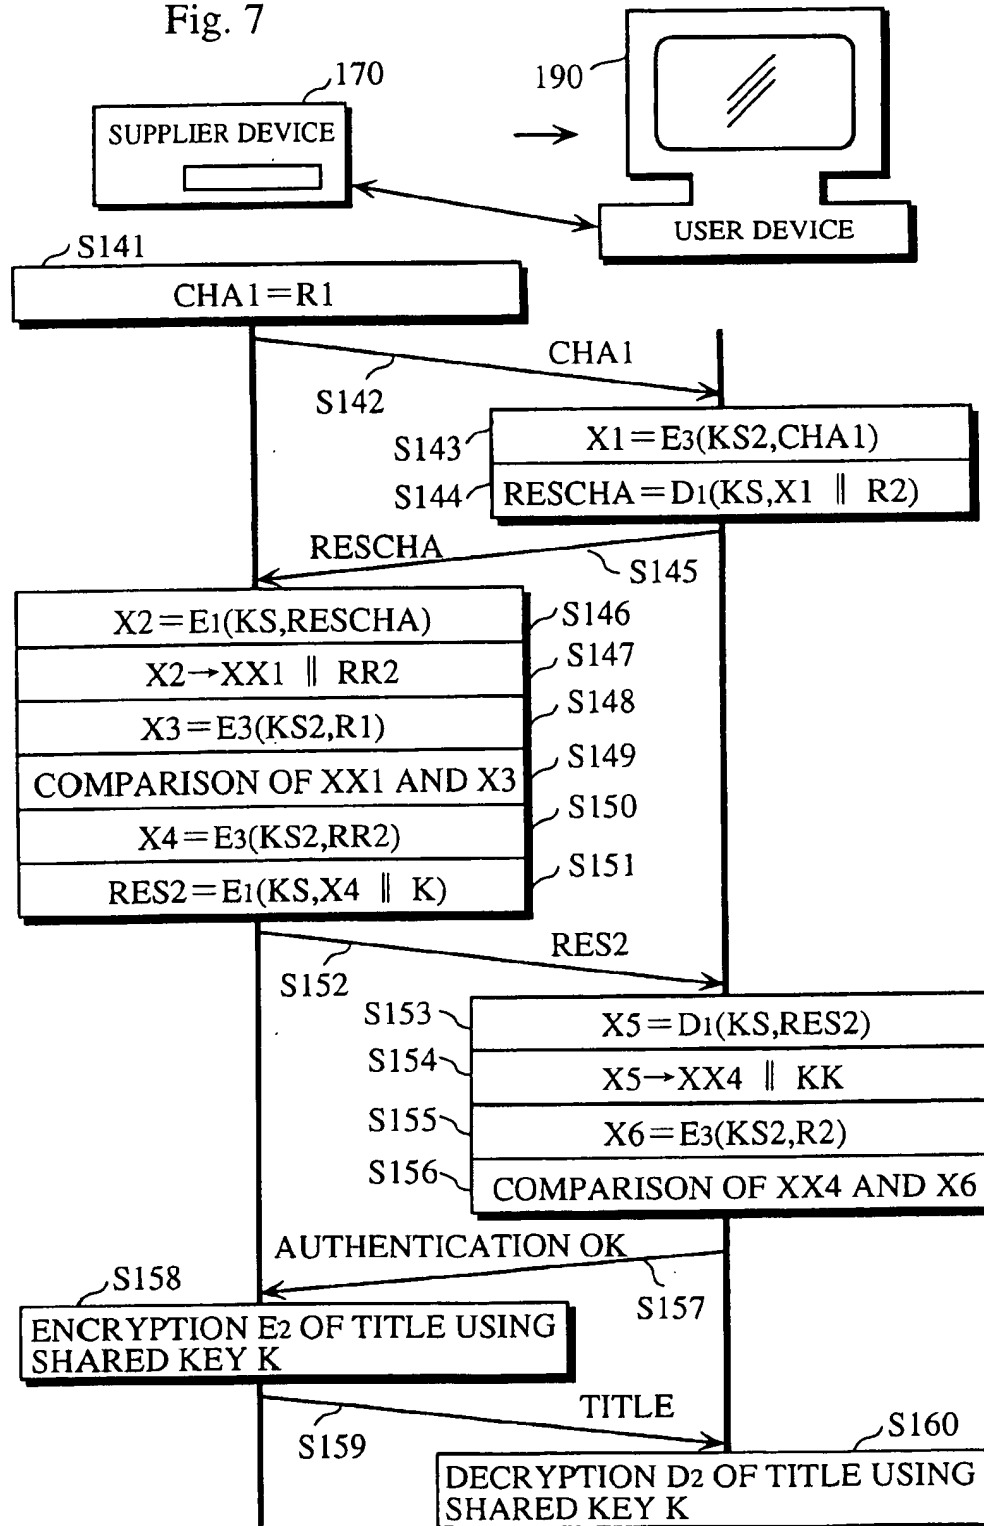 Fig. 7
170
190
SUPPLIER DEVICE
USER DEVICE
S141
CHA1=R1
CHA1
S142
S143
X1=E3(KS2,CHA1)
S144
RESCHA=D1(KS,X1 ‖ R2)
RESCHA
S145
X2=E1(KS,RESCHA)
S146
X2→XX1 ‖ RR2
S147
X3=E3(KS2,R1)
S148
COMPARISON OF XX1 AND X3
S149
X4=E3(KS2,RR2)
S150
RES2=E1(KS,X4 ‖ K)
S151
RES2
S152
S153
X5=D1(KS,RES2)
S154
X5→XX4 ‖ KK
S155
X6=E3(KS2,R2)
S156
COMPARISON OF XX4 AND X6
AUTHENTICATION OK
S157
S158
ENCRYPTION E2 OF TITLE USING
SHARED KEY K
TITLE
S159
S160
DECRYPTION D2 OF TITLE USING
SHARED KEY K